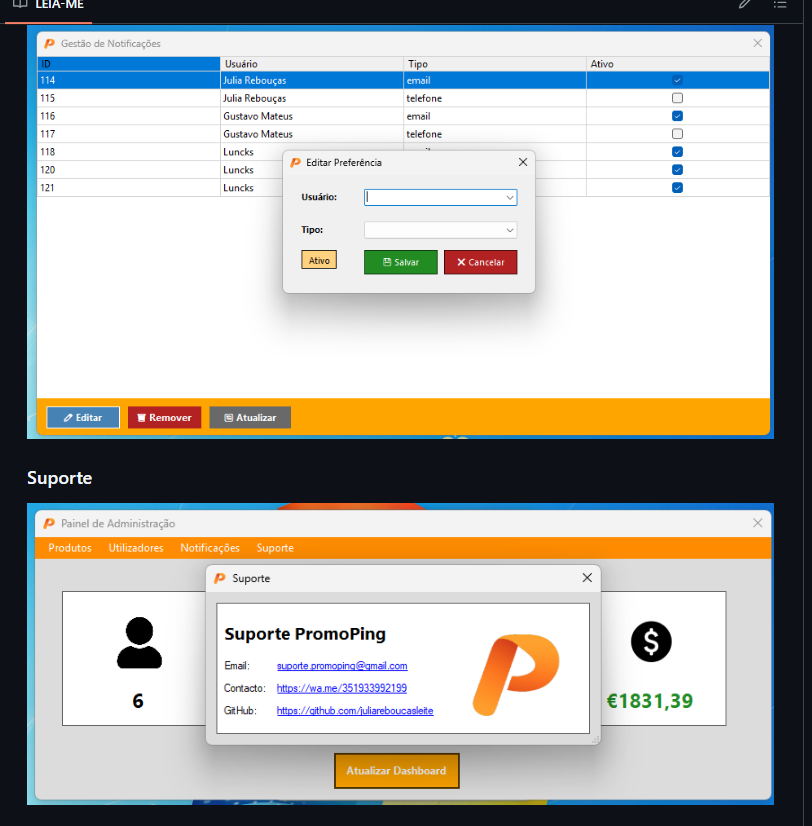 LEIA-ME
Gestão de Notificações
ID Usuário Tipo Ativo
114 Julia Rebouças email
115 Julia Rebouças telefone
116 Gustavo Mateus email
117 Gustavo Mateus telefone
118 Luncks
120 Luncks
121 Luncks
Editar Preferência
Usuário:
Tipo:
Ativo Salvar Cancelar
Editar Remover Atualizar
Suporte
Painel de Administração
Produtos Utilizadores Notificações Suporte
Suporte
Suporte PromoPing
Email: suporte.promoping@gmail.com
Contacto: https://wa.me/351933992199
GitHub: https://github.com/juliareboucasleite
6 €1831,39
Atualizar Dashboard